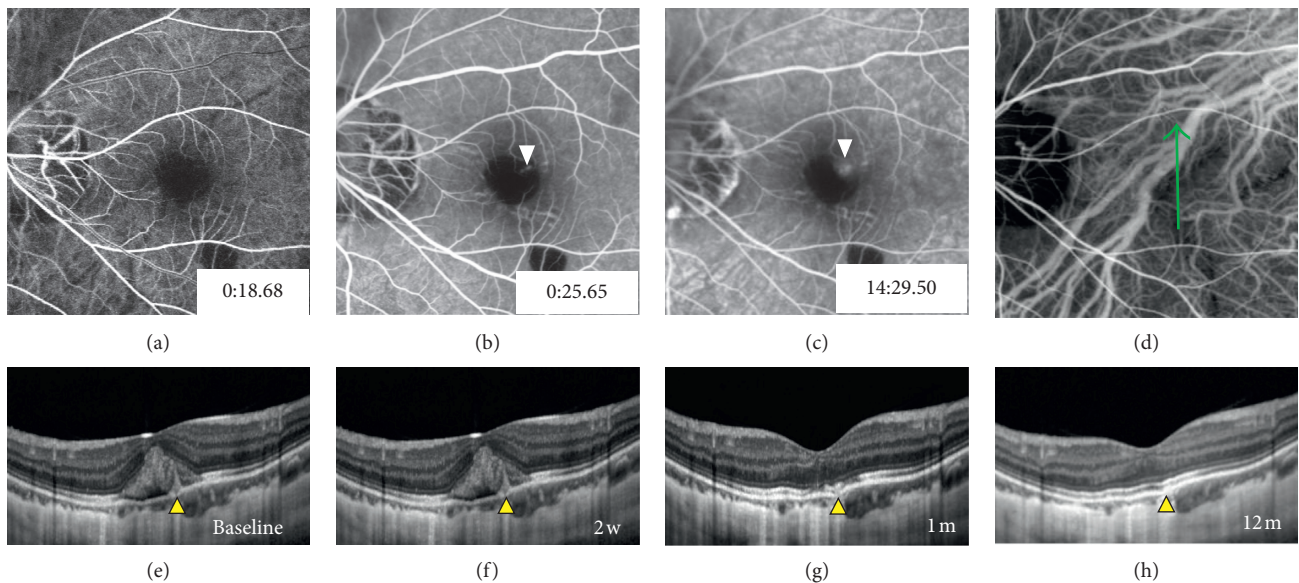 0:18.68
0:25.65
14:29.50
(a)
(b)
(c)
(d)
Baseline
2 w
1 m
12 m
(e)
(f)
(g)
(h)